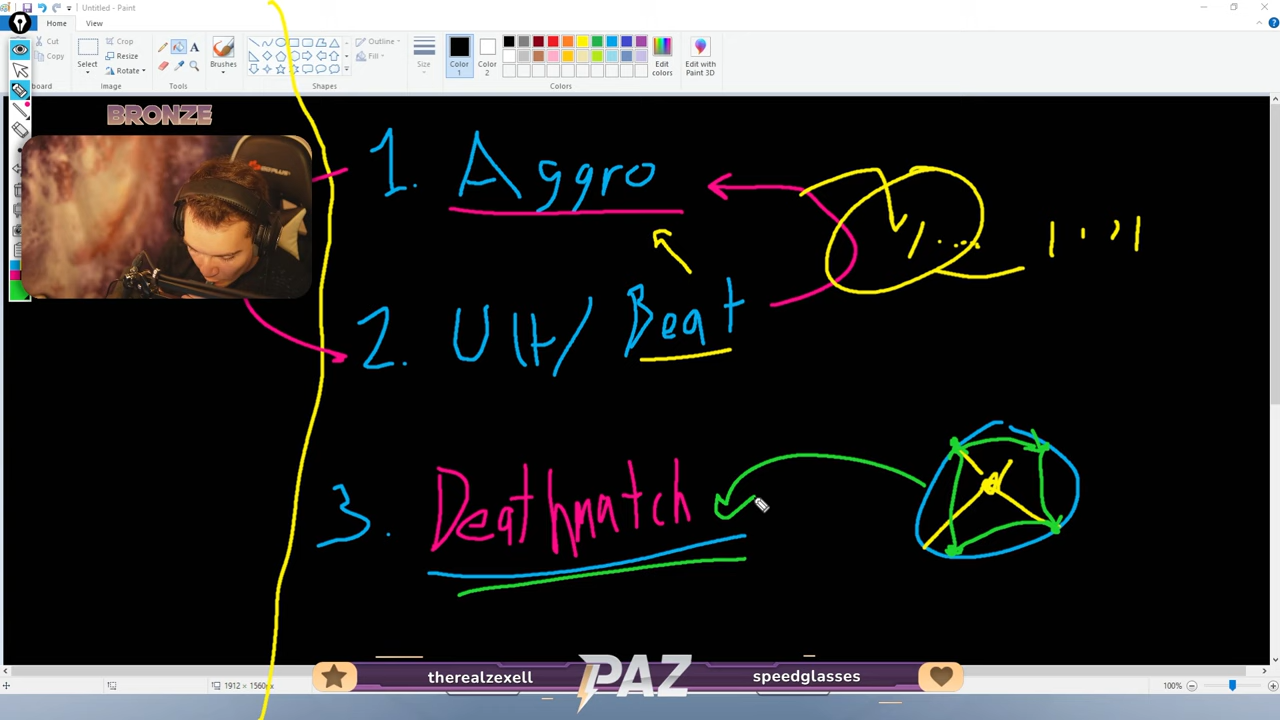 Untitled - Paint
Home View
Cut
Copy
Select
Crop
Resize
Rotate
Image
Tools
Brushes
Shapes
Outline
Fill
Size
Color 1
Color 2
Edit colors
Colors
Edit with Paint 3D
BRONZE
1. Aggro
2. Ult/ Beat
3. Deathmatch
therealzexell
PAZ
speedglasses
1912 × 1560px
100%